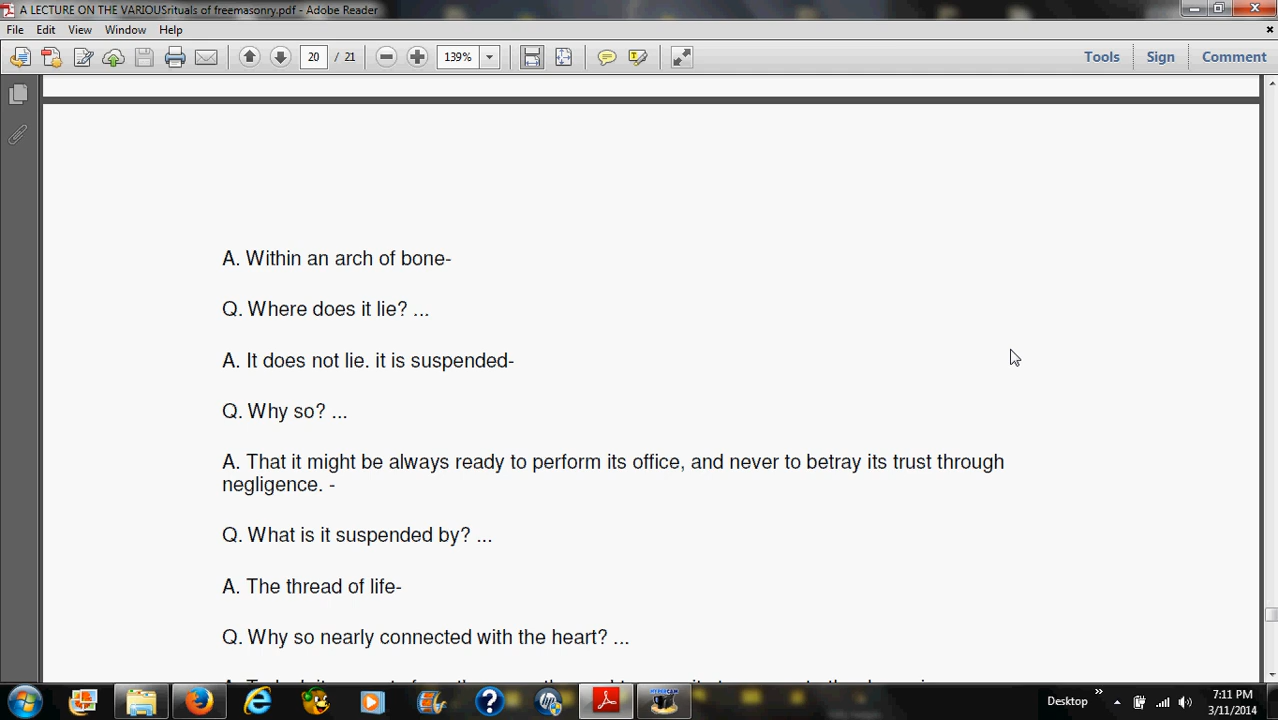 A LECTURE ON THE VARIOUSrituals of freemasonry.pdf - Adobe Reader
File Edit View Window Help
20 / 21 139% Tools Sign Comment
A. Within an arch of bone-
Q. Where does it lie? ...
A. It does not lie. it is suspended-
Q. Why so? ...
A. That it might be always ready to perform its office, and never to betray its trust through
negligence. -
Q. What is it suspended by? ...
A. The thread of life-
Q. Why so nearly connected with the heart? ...
Desktop
7:11 PM
3/11/2014